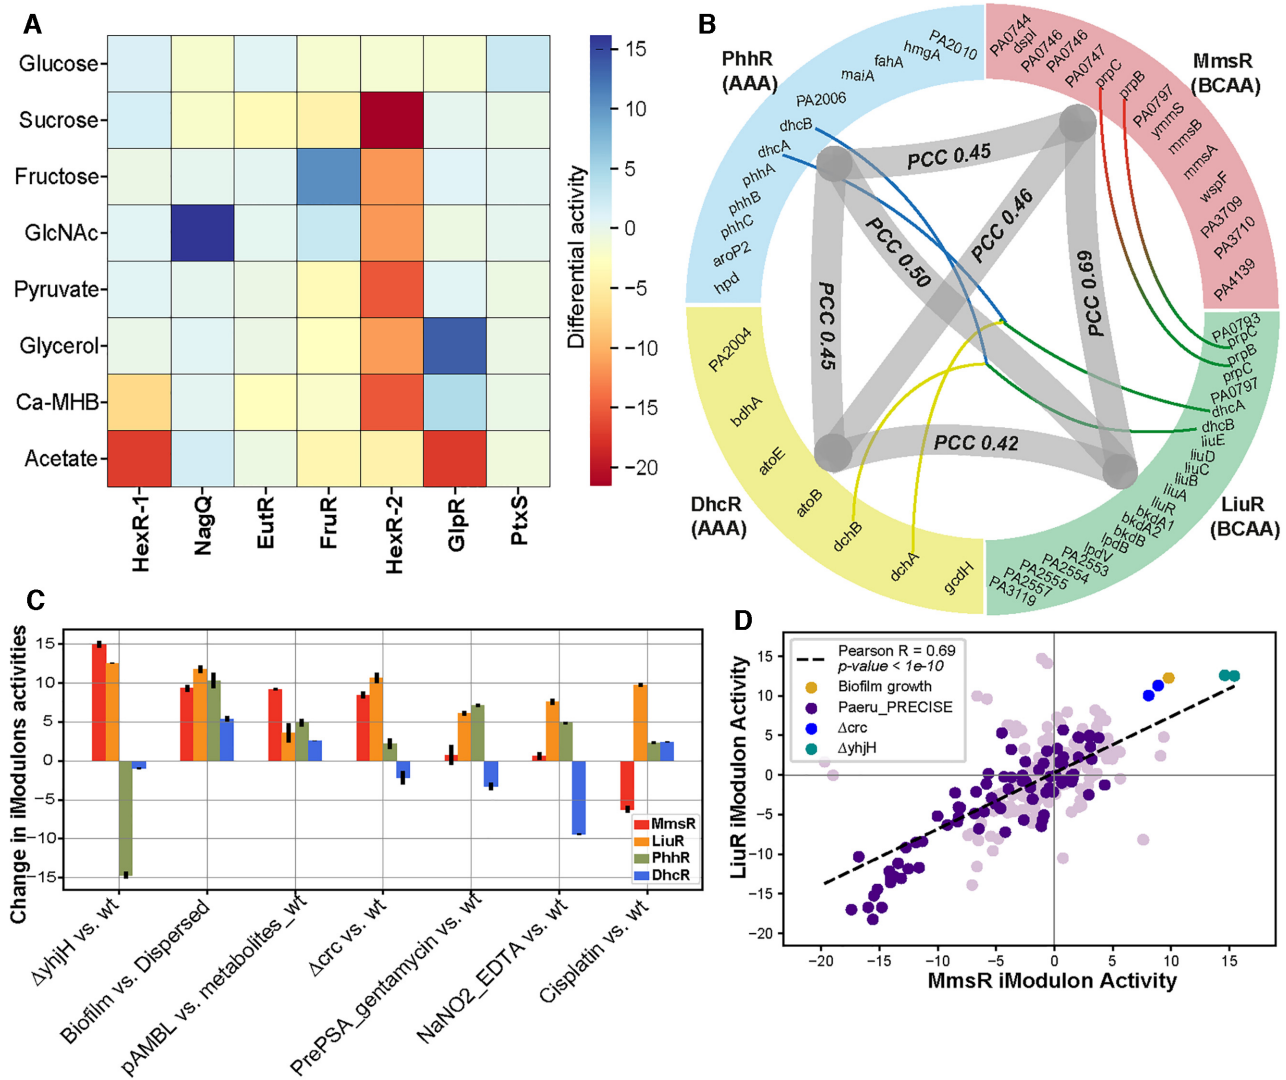 A
Glucose
Sucrose
Fructose
GlcNAc
Pyruvate
Glycerol
Ca-MHB
Acetate
HexR-1
NagQ
EutR
FruR
HexR-2
GlpR
PtxS
15
10
5
0
−5
−10
−15
−20
Differential activity
B
PhhR
(AAA)
MmsR
(BCAA)
DhcR
(AAA)
LiuR
(BCAA)
PA2010
hmgA
fahA
maiA
PA2006
dhcB
dhcA
phhA
phhB
phhC
aroP2
hpd
PA0744
dspI
PA0746
PA0746
PA0747
prpC
prpB
PA0797
ymmS
mmsB
mmsA
wspF
PA3709
PA3710
PA4139
PA0793
prpC
prpB
prpC
PA0797
dhcA
dhcB
liuE
liuD
liuC
liuB
liuA
liuR
bkdA1
bkdA2
bkdB
lpdB
lpdV
PA2553
PA2554
PA2555
PA2557
PA3119
PA2004
bdhA
atoE
atoB
dchB
dchA
gcdH
PCC 0.45
PCC 0.46
PCC 0.50
PCC 0.69
PCC 0.45
PCC 0.42
C
Change in iModulons activities
15
10
5
0
−5
−10
−15
MmsR
LiuR
PhhR
DhcR
ΔyhjH vs. wt
Biofilm vs. Dispersed
pAMBL vs. metabolites_wt
Δcrc vs. wt
PrePSA_gentamycin vs. wt
NaNO2_EDTA vs. wt
Cisplatin vs. wt
D
LiuR iModulon Activity
15
10
5
0
−5
−10
−15
−20
Pearson R = 0.69
p-value < 1e-10
Biofilm growth
Paeru_PRECISE
Δcrc
ΔyhjH
−20
−15
−10
−5
0
5
10
15
MmsR iModulon Activity